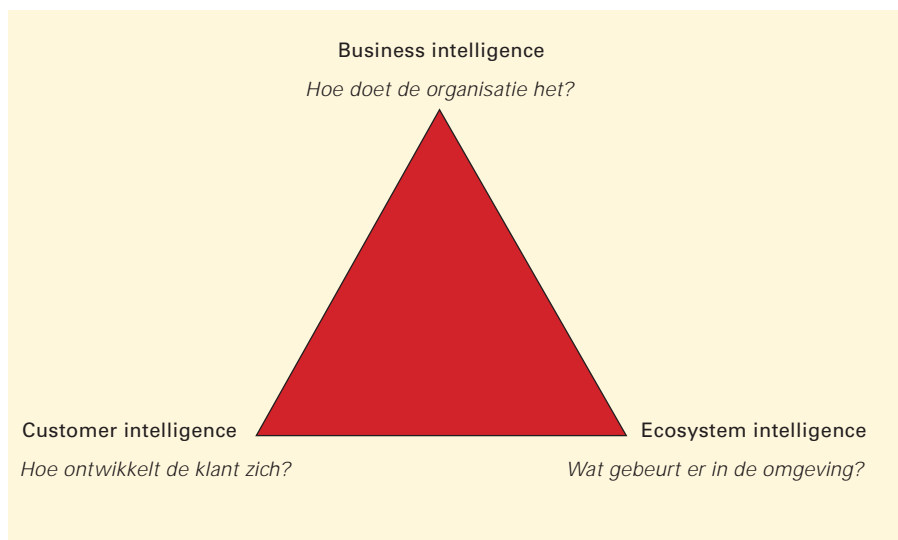 Business intelligence
Hoe doet de organisatie het?
Customer intelligence
Hoe ontwikkelt de klant zich?
Ecosystem intelligence
Wat gebeurt er in de omgeving?